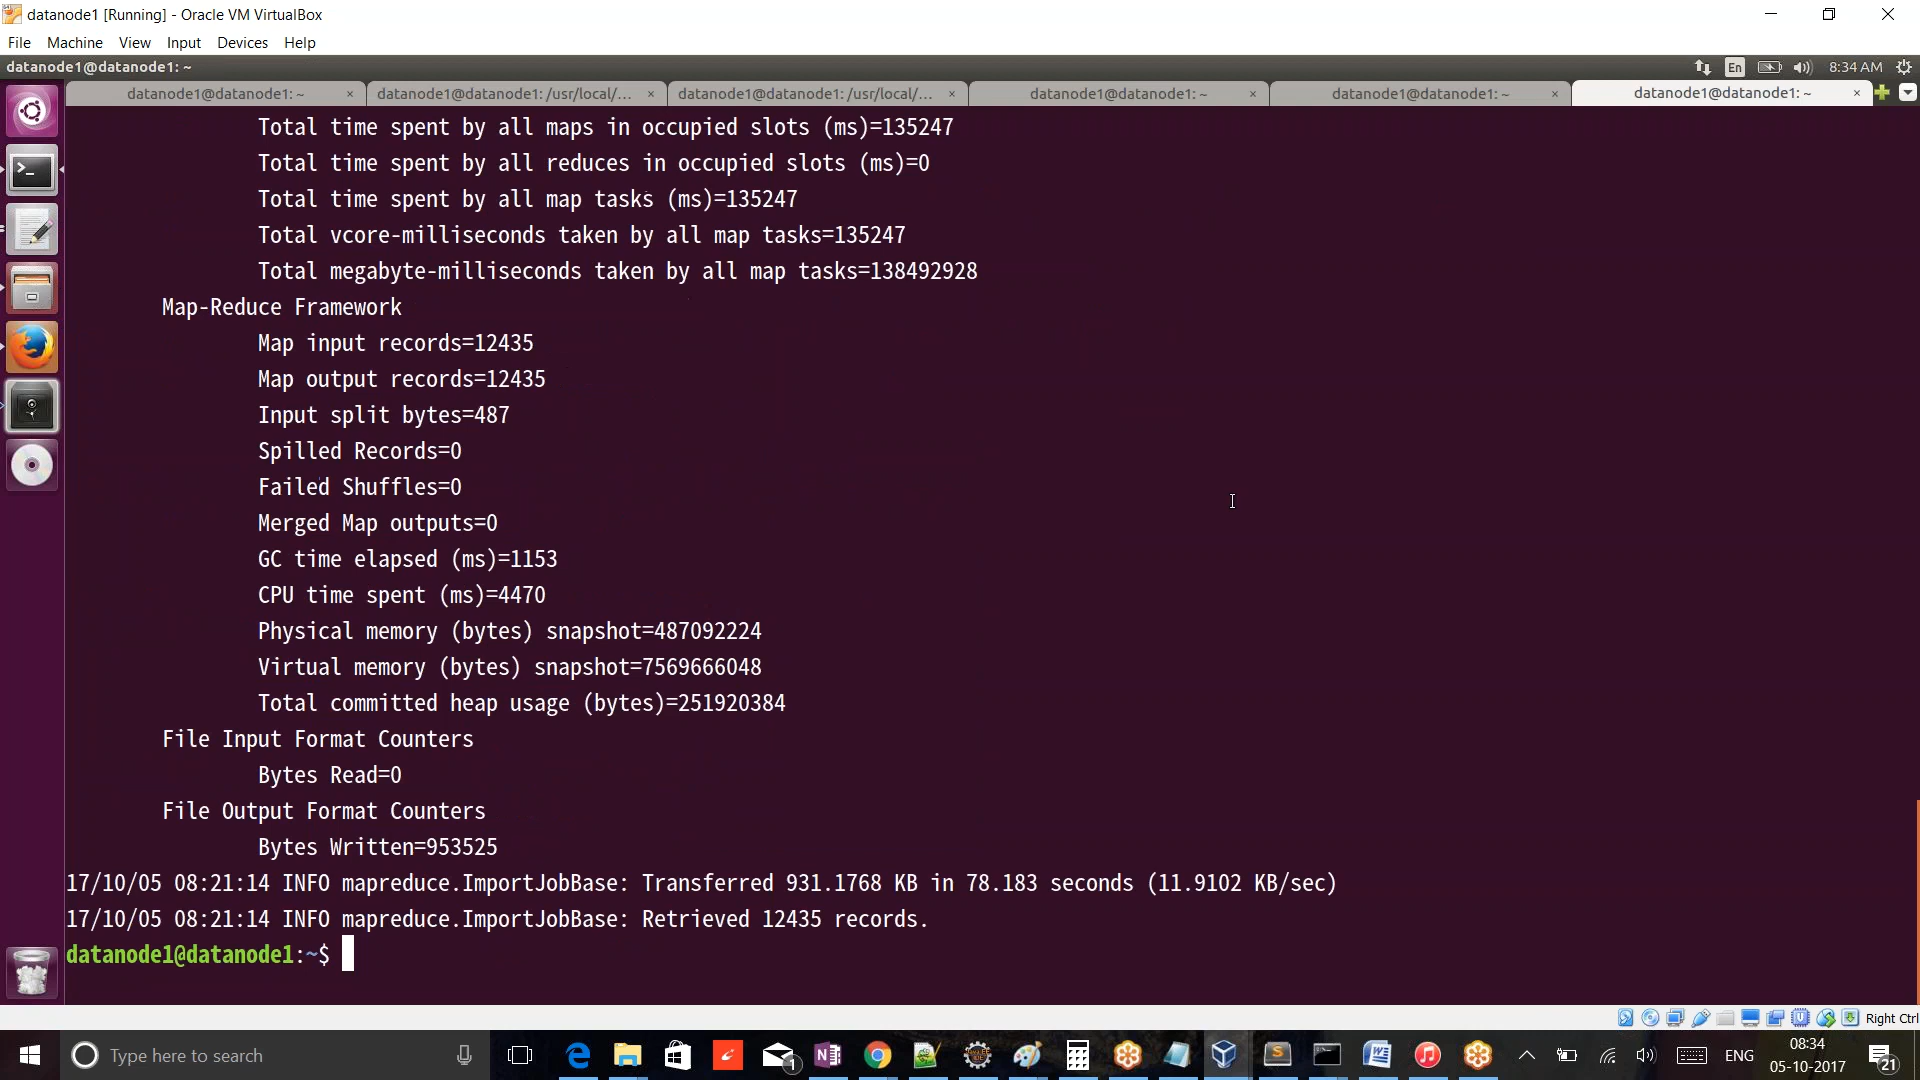 datanode1 [Running] - Oracle VM VirtualBox
File Machine View Input Devices Help
datanode1@datanode1: ~
En 8:34 AM
datanode1@datanode1: ~ × datanode1@datanode1: /usr/local/... × datanode1@datanode1: /usr/local/... × datanode1@datanode1: ~ × datanode1@datanode1: ~ × datanode1@datanode1: ~ ×
Total time spent by all maps in occupied slots (ms)=135247
Total time spent by all reduces in occupied slots (ms)=0
Total time spent by all map tasks (ms)=135247
Total vcore-milliseconds taken by all map tasks=135247
Total megabyte-milliseconds taken by all map tasks=138492928
Map-Reduce Framework
Map input records=12435
Map output records=12435
Input split bytes=487
Spilled Records=0
Failed Shuffles=0
Merged Map outputs=0
GC time elapsed (ms)=1153
CPU time spent (ms)=4470
Physical memory (bytes) snapshot=487092224
Virtual memory (bytes) snapshot=7569666048
Total committed heap usage (bytes)=251920384
File Input Format Counters
Bytes Read=0
File Output Format Counters
Bytes Written=953525
17/10/05 08:21:14 INFO mapreduce.ImportJobBase: Transferred 931.1768 KB in 78.183 seconds (11.9102 KB/sec)
17/10/05 08:21:14 INFO mapreduce.ImportJobBase: Retrieved 12435 records.
datanode1@datanode1:~$
Right Ctrl
Type here to search
1
ENG
08:34
05-10-2017
21